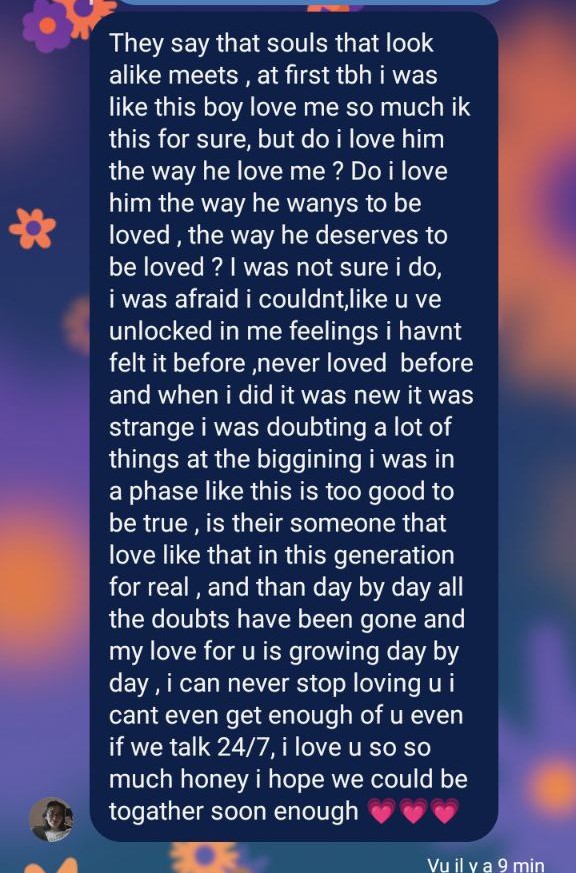 They say that souls that look
alike meets , at first tbh i was
like this boy love me so much ik
this for sure, but do i love him
the way he love me ? Do i love
him the way he wanys to be
loved , the way he deserves to
be loved ? I was not sure i do,
i was afraid i couldnt,like u ve
unlocked in me feelings i havnt
felt it before ,never loved  before
and when i did it was new it was
strange i was doubting a lot of
things at the biggining i was in
a phase like this is too good to
be true , is their someone that
love like that in this generation
for real , and than day by day all
the doubts have been gone and
my love for u is growing day by
day , i can never stop loving u i
cant even get enough of u even
if we talk 24/7, i love u so so
much honey i hope we could be
togather soon enough 💗💗💗
Vu il y a 9 min